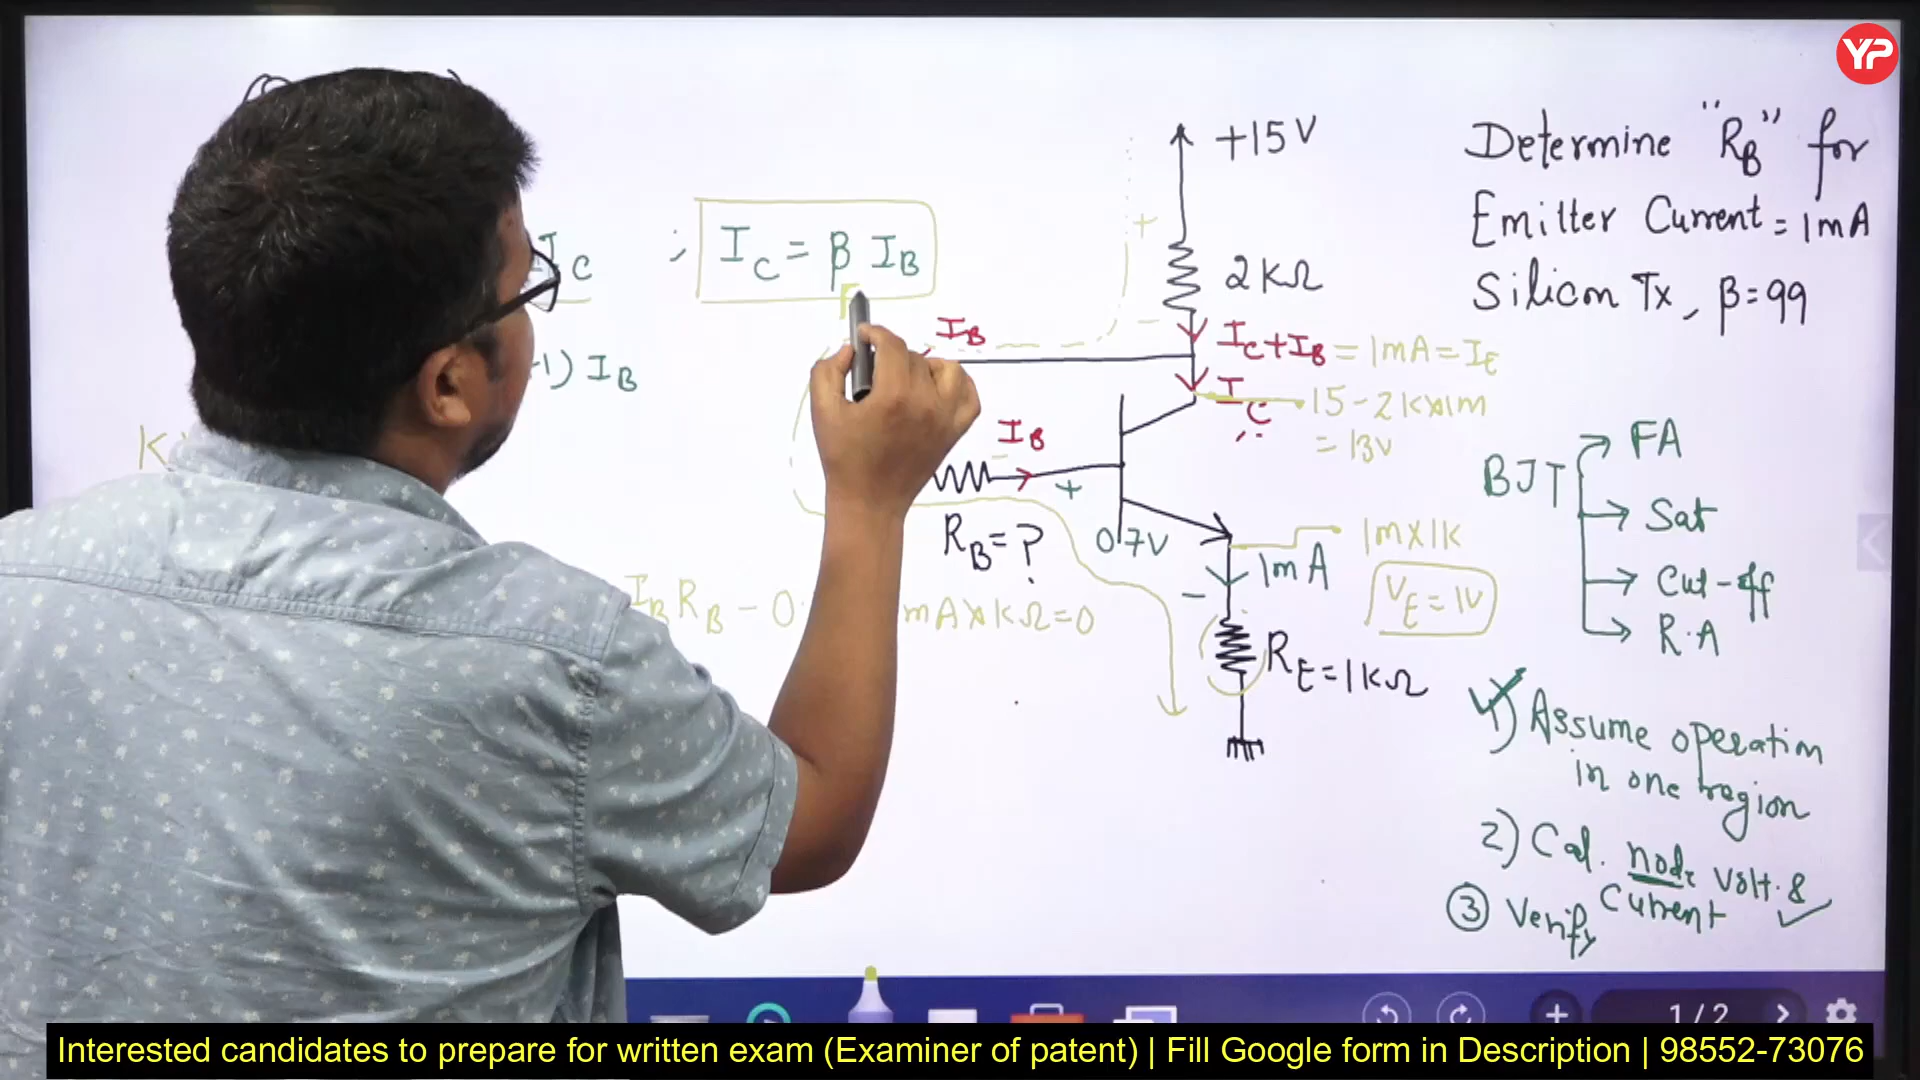 YP
+15V
Determine "RB" for
Emitter Current = 1mA
Silicon Tx, β=99
IC ; IC = β IB
2KΩ
IB
IC+IB = 1mA = IE
-1) IB
IC
15-2K×1m
= 13V
IB
K
FA
BJT
Sat
Cut-off
R.A
RB=?
0.7V
1mA
1m×1K
VE = 1V
IBRB - 0. mA×KΩ=0
RE=1KΩ
1) Assume operation
in one region
2) Cal. node Volt. &
Current
3 Verify
1/2
Interested candidates to prepare for written exam (Examiner of patent) | Fill Google form in Description | 98552-73076